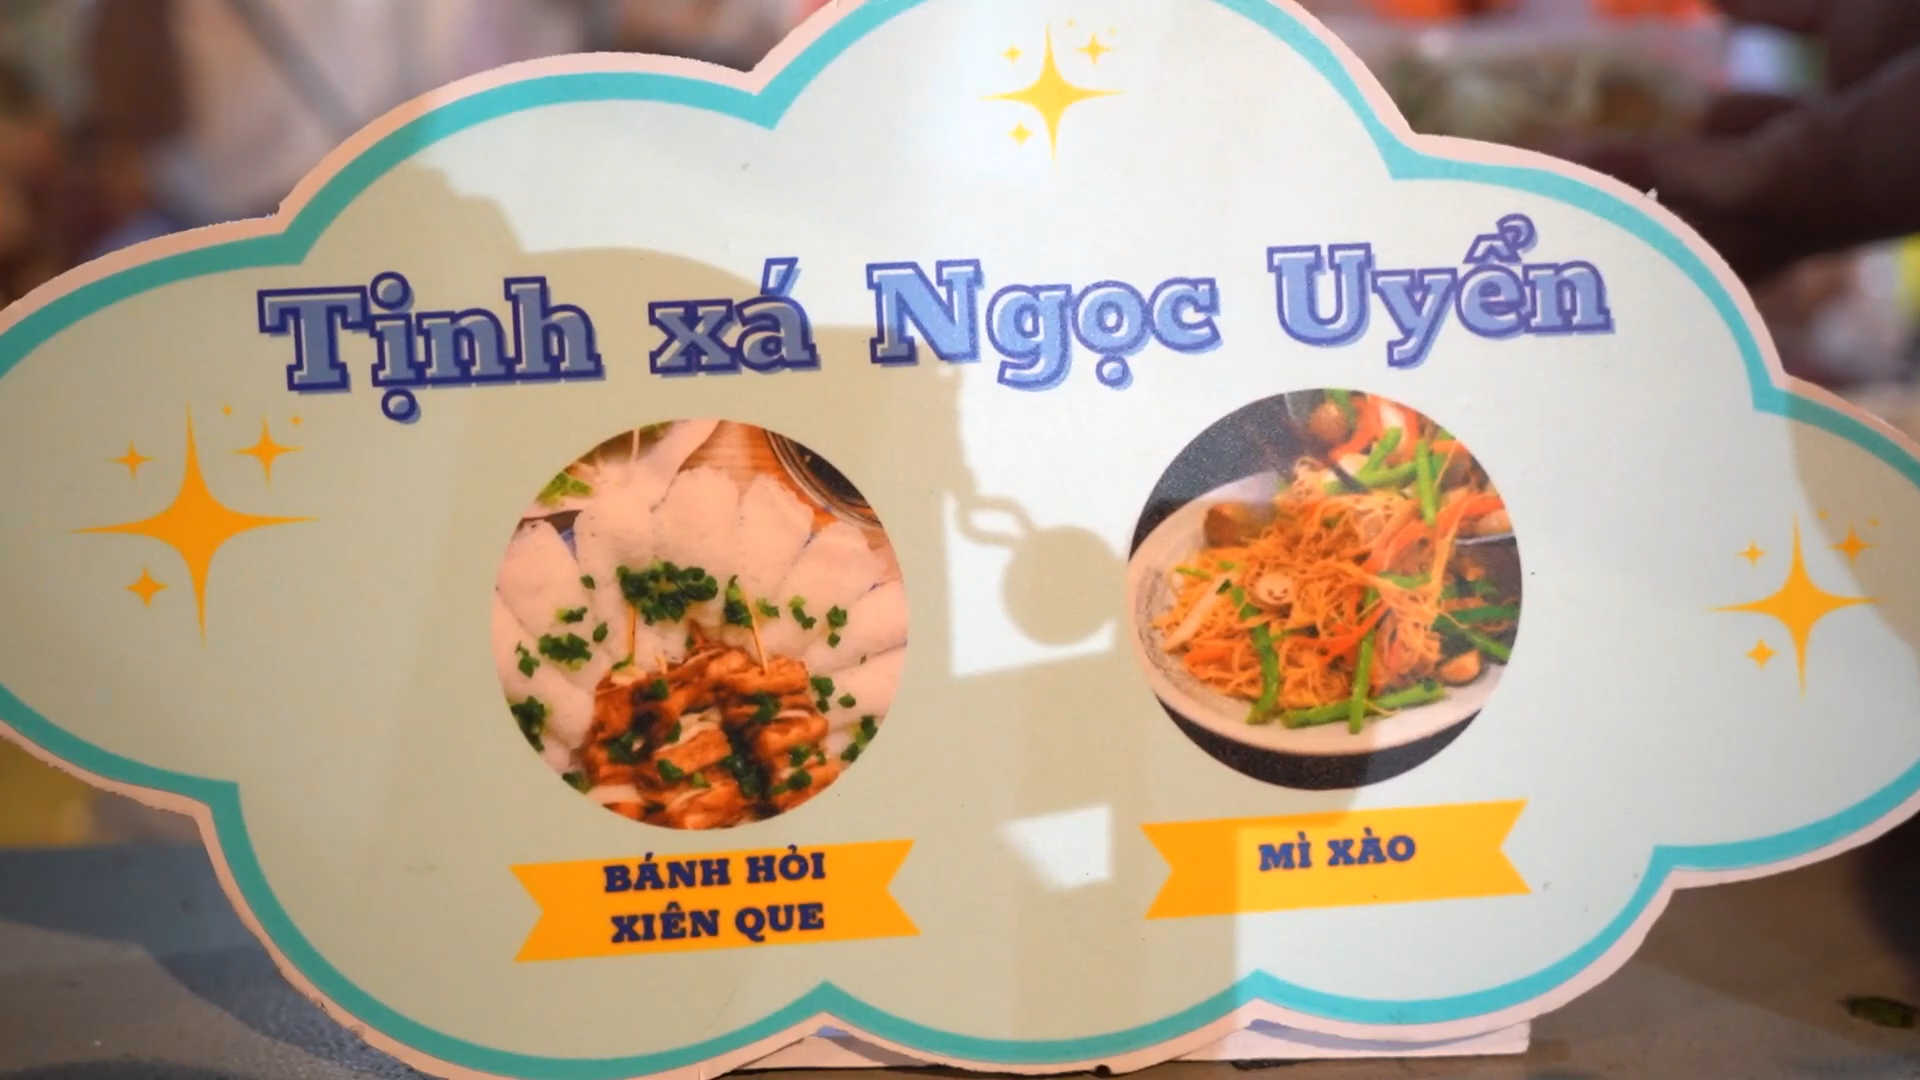 Tịnh xá Ngọc Uyển
BÁNH HỎI
XIÊN QUE
MÌ XÀO